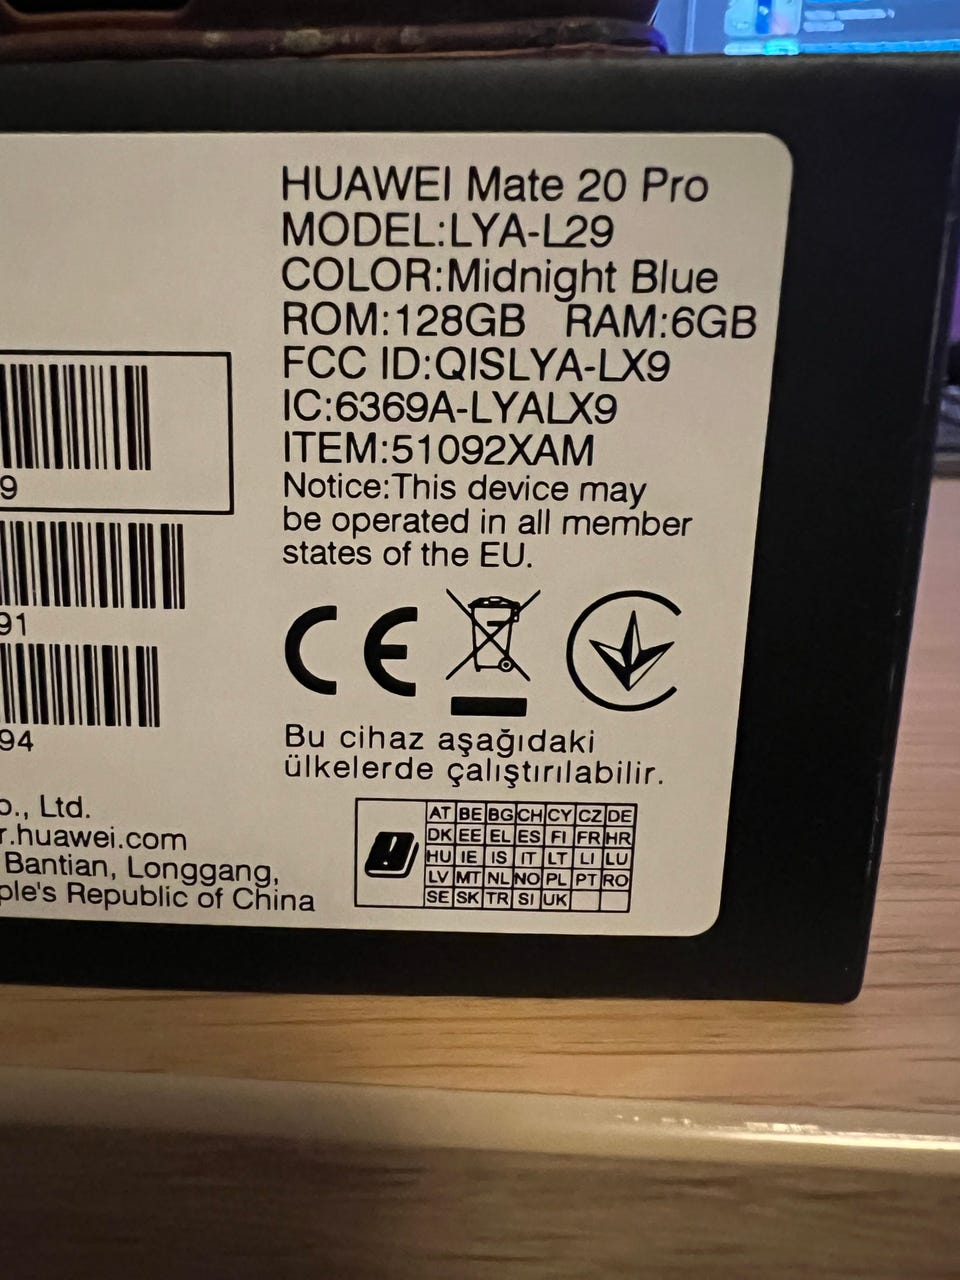 HUAWEI Mate 20 Pro
MODEL:LYA-L29
COLOR:Midnight Blue
ROM:128GB RAM:6GB
FCC ID:QISLYA-LX9
IC:6369A-LYALX9
ITEM:51092XAM
Notice:This device may
be operated in all member
states of the EU.
CE
Bu cihaz aşağıdaki
ülkelerde çalıştırılabilir.
AT BE BG CH CY CZ DE
DK EE EL ES FI FR HR
HU IE IS IT LT LI LU
LV MT NL NO PL PT RO
SE SK TR SI UK
9
91
94
o., Ltd.
r.huawei.com
Bantian, Longgang,
ple's Republic of China